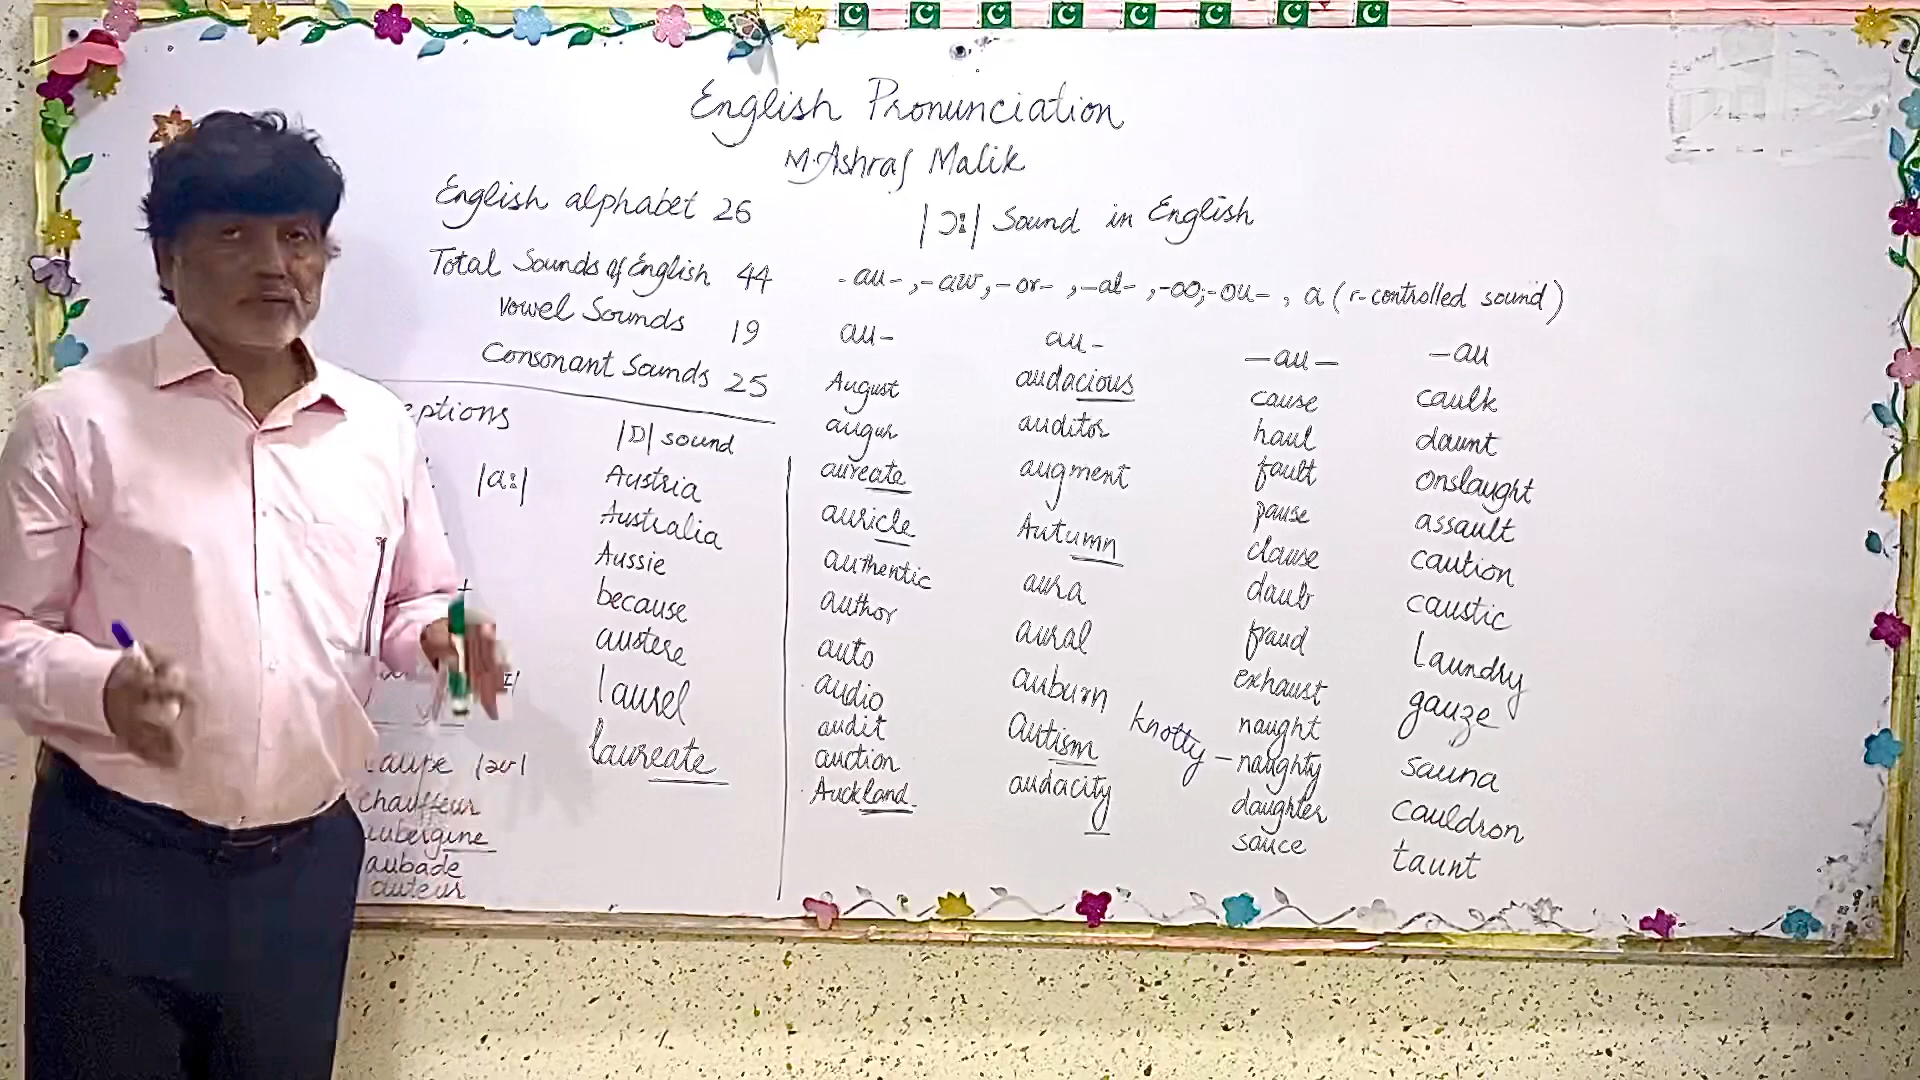 English Pronunciation
M. Ashraf Malik
English alphabet 26
Total Sounds of English 44
Vowel Sounds 19
Consonant Sounds 25
|ɔː| Sound in English
-au-, -aw, -or-, -al-, -oo, -ou-, a (r-controlled sound)
eptions
|aː|
chauffeur
aubade
auteur
|ɒ| sound
Austria
Australia
Aussie
because
austere
laurel
laureate
au-
August
augur
aureate
auricle
authentic
author
auto
audio
audit
auction
Auckland
au-
audacious
auditor
augment
Autumn
aura
aural
auburn
Autism
audacity
-au-
cause
haul
fault
pause
clause
daub
fraud
exhaust
naught
knotty - naughty
daughter
sauce
-au
caulk
daunt
onslaught
assault
caution
caustic
Laundry
gauze
sauna
cauldron
taunt